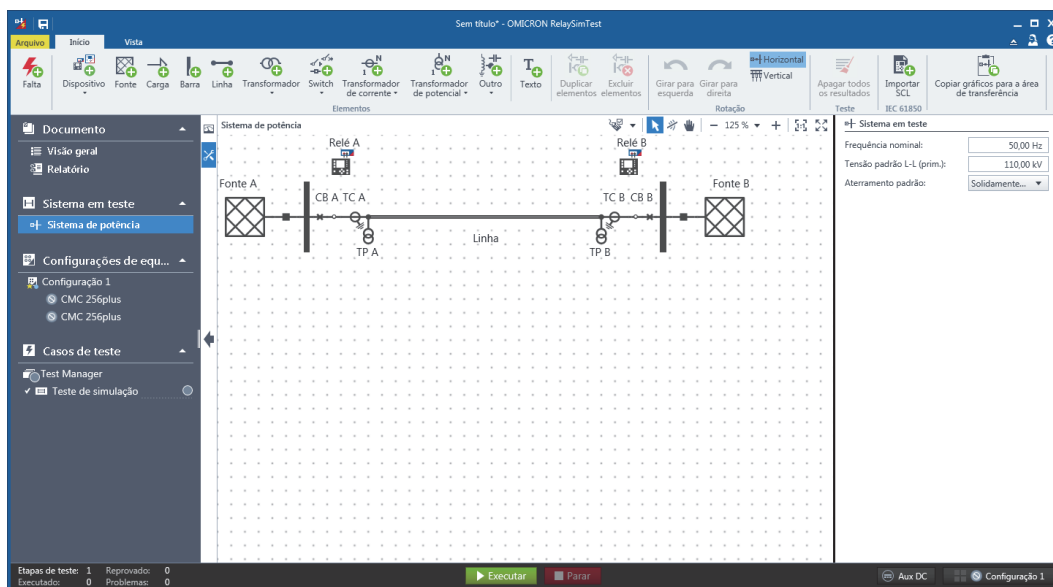 Sem título* - OMICRON RelaySimTest
Arquivo Início Vista
Falta Dispositivo Fonte Carga Barra Linha Transformador Switch Transformador de corrente Transformador de potencial Outro Texto Duplicar elementos Excluir elementos Girar para esquerda Girar para direita Horizontal Vertical Apagar todos os resultados Importar SCL Copiar gráficos para a área de transferência
Elementos Rotação Teste IEC 61850
Documento
Visão geral
Relatório
Sistema em teste
Sistema de potência
Configurações de equ...
Configuração 1
CMC 256plus
CMC 256plus
Casos de teste
Test Manager
Teste de simulação
Sistema de potência 125 %
Relé A Relé B
Fonte A Fonte B
CB A TC A TC B CB B
Linha
TP A TP B
Sistema em teste
Frequência nominal: 50,00 Hz
Tensão padrão L-L (prim.): 110,00 kV
Aterramento padrão: Solidamente...
Etapas de teste: 1 Reprovado: 0
Executado: 0 Problemas: 0
Executar Parar
Aux DC Configuração 1